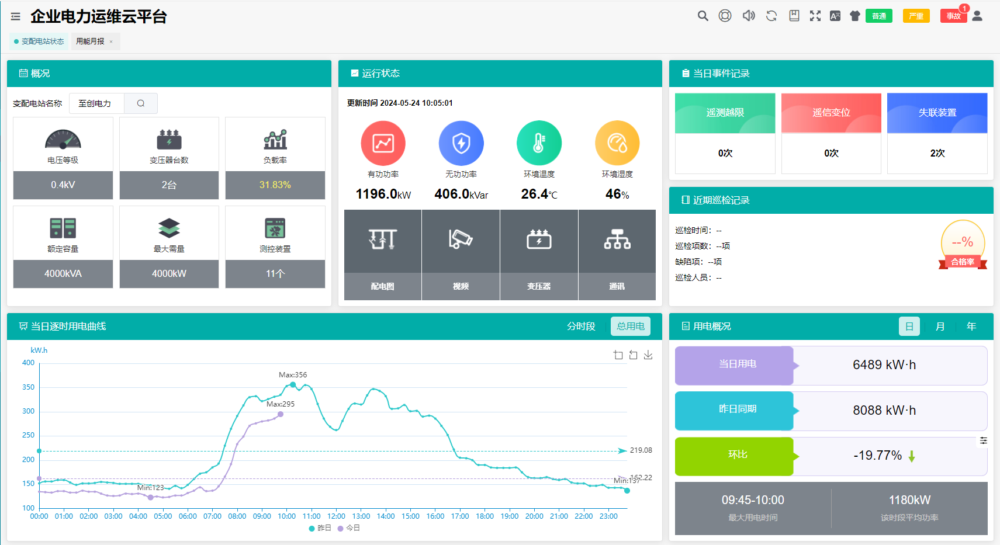 企业电力运维云平台
普通
严重
事故
1
变配电站状态
用能月报 ×
概况
变配电站名称
至创电力
电压等级
0.4kV
变压器台数
2台
负载率
31.83%
额定容量
4000kVA
最大需量
4000kW
测控装置
11个
运行状态
更新时间 2024-05-24 10:05:01
有功功率
1196.0kW
无功功率
406.0kVar
环境温度
26.4℃
环境湿度
46%
配电图
视频
变压器
通讯
当日事件记录
遥测越限
0次
遥信变位
0次
失联装置
2次
近期巡检记录
巡检时间：--
巡检项数：--项
缺陷项：--项
巡检人员：--
--%
合格率
当日逐时用电曲线
分时段
总用电
kW.h
400
350
300
250
200
150
100
Max:356
Max:295
Min:123
Min:137
219.08
162.22
00:00 01:00 02:00 03:00 04:00 05:00 06:00 07:00 08:00 09:00 10:00 11:00 12:00 13:00 14:00 15:00 16:00 17:00 18:00 19:00 20:00 21:00 22:00 23:00
昨日 今日
用电概况
日
月
年
当日用电
6489 kW·h
昨日同期
8088 kW·h
环比
-19.77%
09:45-10:00
最大用电时间
1180kW
该时段平均功率